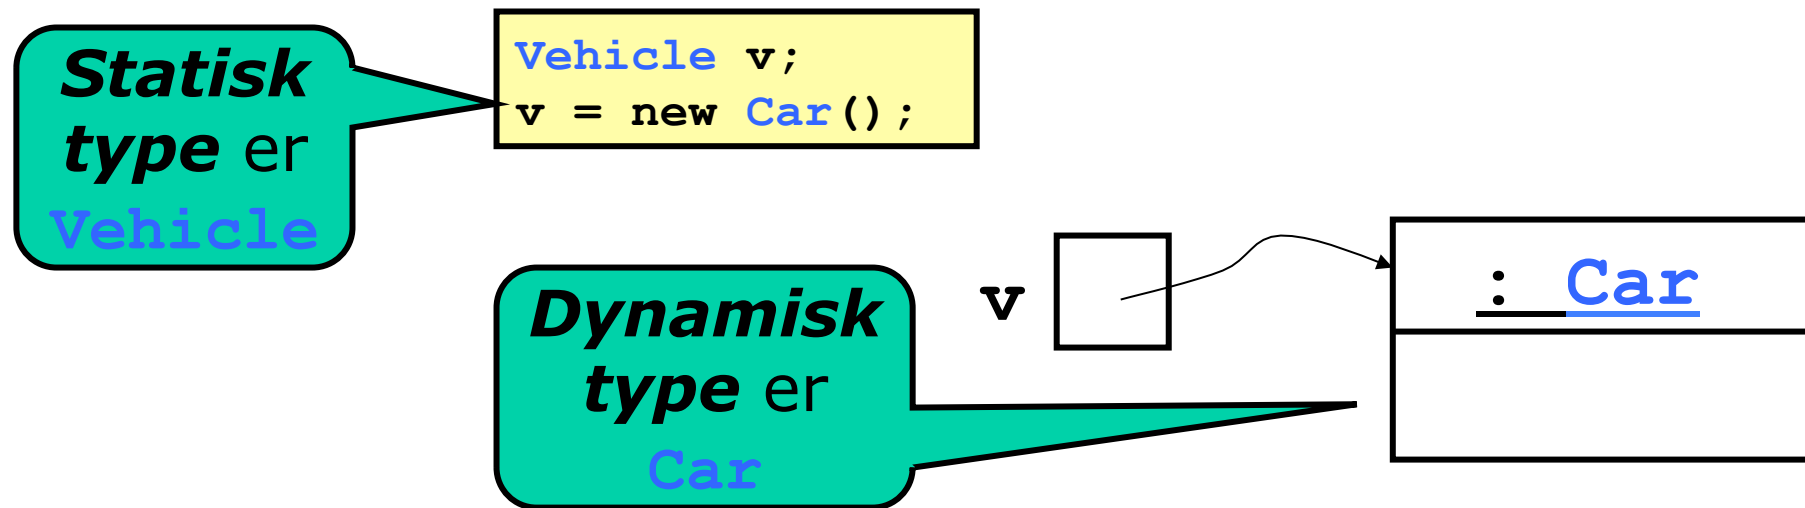 Statisk
type er
Vehicle
Vehicle v;
v = new Car();
Dynamisk
type er
Car
v
: Car